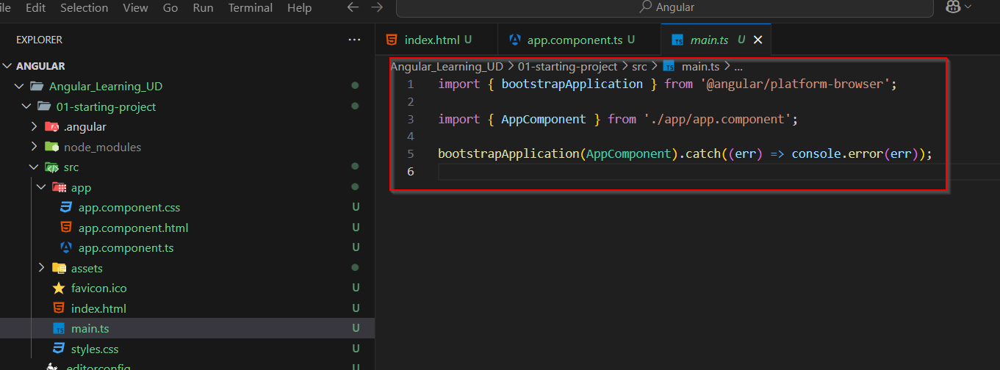 ile Edit Selection View Go Run Terminal Help Angular
EXPLORER ...
index.html U app.component.ts U main.ts U
ANGULAR
Angular_Learning_UD
01-starting-project
.angular
node_modules
src
app
app.component.css U
app.component.html U
app.component.ts U
assets
favicon.ico U
index.html U
main.ts U
styles.css U
.editorconfig U
Angular_Learning_UD > 01-starting-project > src > TS main.ts > ...
1 import { bootstrapApplication } from '@angular/platform-browser';
2
3 import { AppComponent } from './app/app.component';
4
5 bootstrapApplication(AppComponent).catch((err) => console.error(err));
6